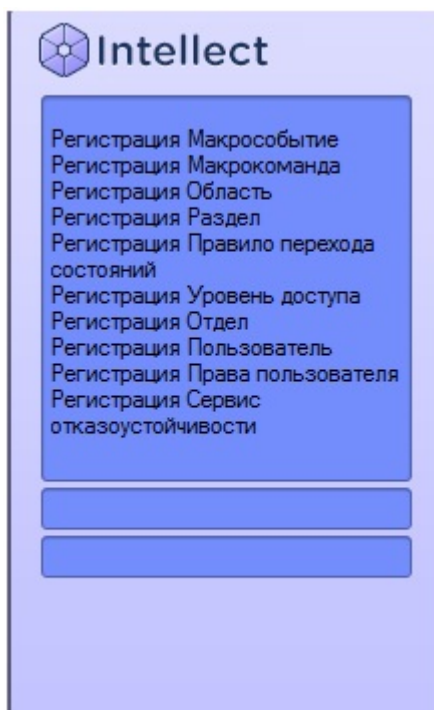 Intellect
Регистрация Макрособытие
Регистрация Макрокоманда
Регистрация Область
Регистрация Раздел
Регистрация Правило перехода
состояний
Регистрация Уровень доступа
Регистрация Отдел
Регистрация Пользователь
Регистрация Права пользователя
Регистрация Сервис
отказоустойчивости